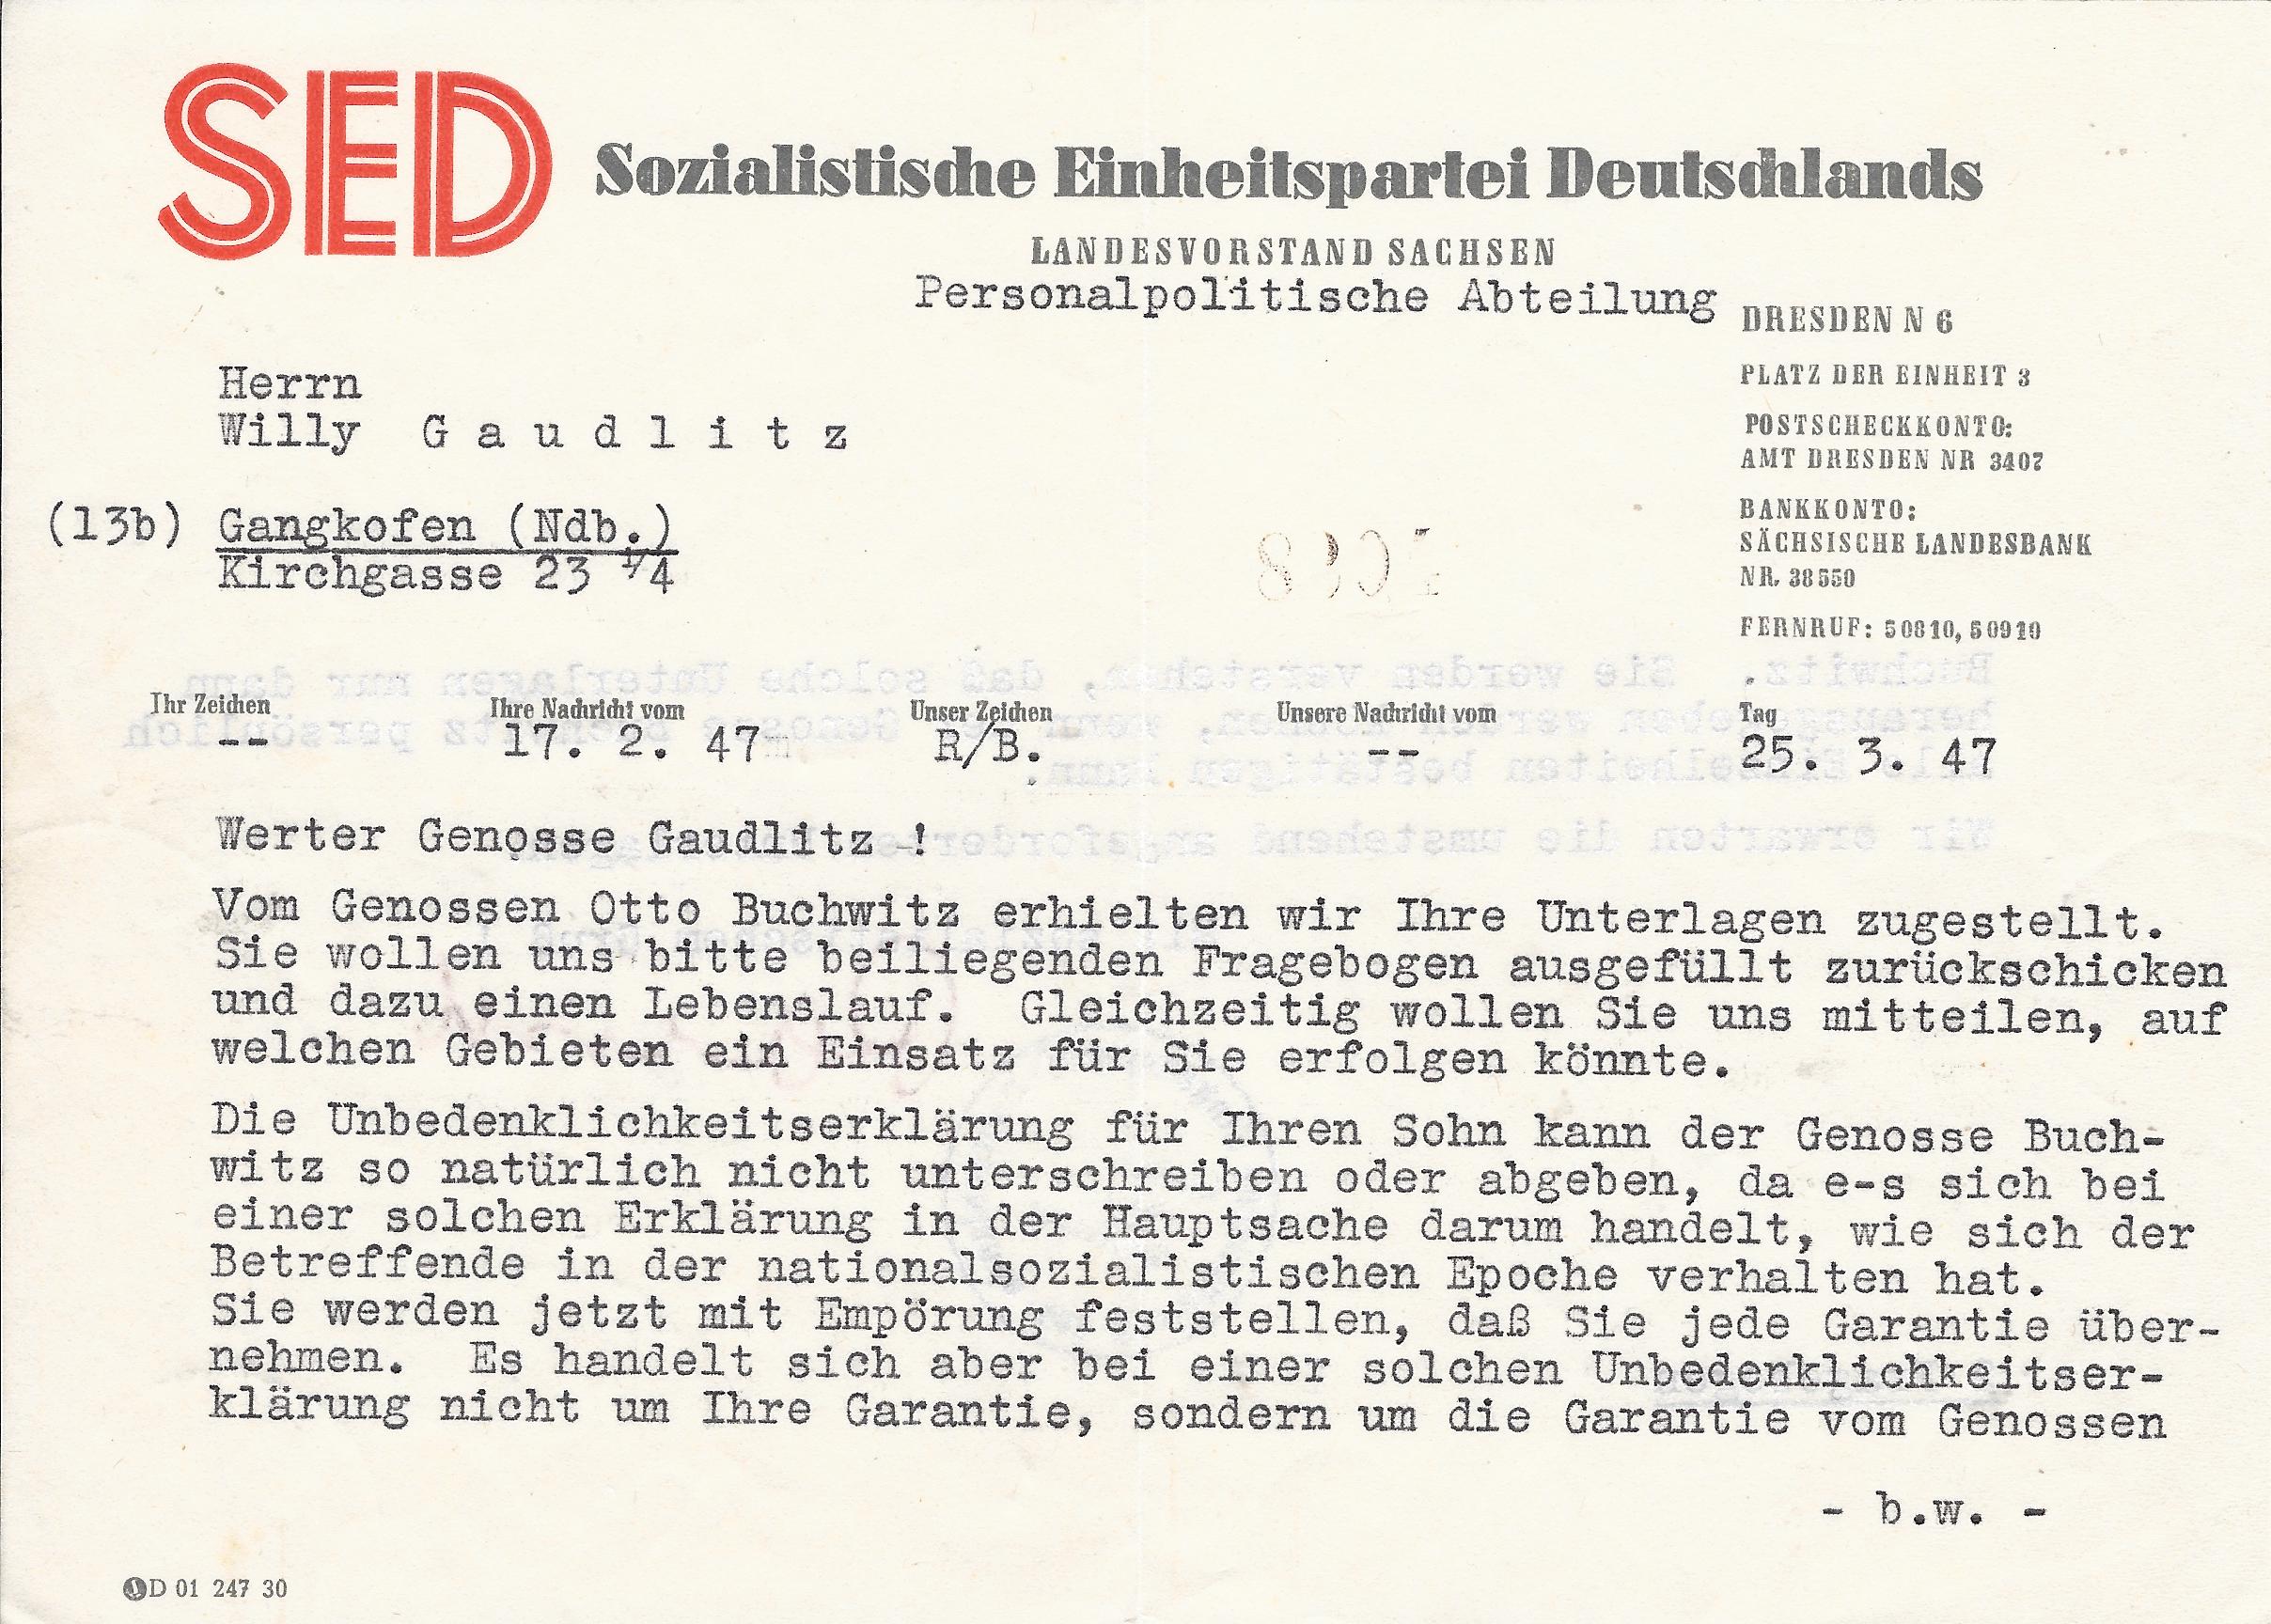 SED
Sozialistische Einheitspartei Deutschlands
LANDESVORSTAND SACHSEN
Personalpolitische Abteilung
DRESDEN N 6
PLATZ DER EINHEIT 3
POSTSCHECKKONTO:
AMT DRESDEN NR 3407
BANKKONTO:
SÄCHSISCHE LANDESBANK
NR. 38550
FERNRUF: 50810, 50910
Herrn
Willy G a u d l i t z
(13b) Gangkofen (Ndb.)
Kirchgasse 23 1/4
Ihr Zeichen Ihre Nachricht vom Unser Zeichen Unsere Nachricht vom Tag
-- 17. 2. 47 R/B. -- 25. 3. 47
Werter Genosse Gaudlitz !
Vom Genossen Otto Buchwitz erhielten wir Ihre Unterlagen zugestellt.
Sie wollen uns bitte beiliegenden Fragebogen ausgefüllt zurückschicken
und dazu einen Lebenslauf. Gleichzeitig wollen Sie uns mitteilen, auf
welchen Gebieten ein Einsatz für Sie erfolgen könnte.
Die Unbedenklichkeitserklärung für Ihren Sohn kann der Genosse Buch-
witz so natürlich nicht unterschreiben oder abgeben, da e-s sich bei
einer solchen Erklärung in der Hauptsache darum handelt, wie sich der
Betreffende in der nationalsozialistischen Epoche verhalten hat.
Sie werden jetzt mit Empörung feststellen, daß Sie jede Garantie über-
nehmen. Es handelt sich aber bei einer solchen Unbedenklichkeitser-
klärung nicht um Ihre Garantie, sondern um die Garantie vom Genossen
- b.w. -
D 01 247 30